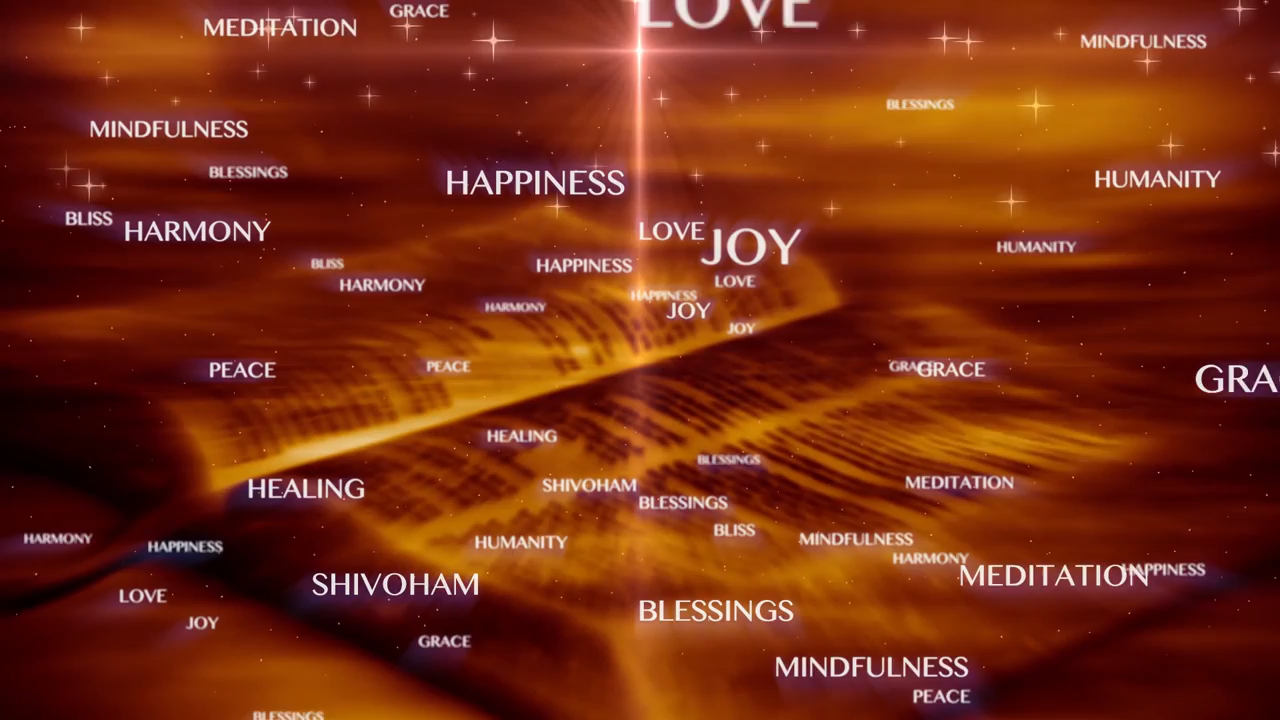 LOVE
GRACE
MEDITATION
MINDFULNESS
BLESSINGS
MINDFULNESS
BLESSINGS
HAPPINESS
HUMANITY
BLISS
HARMONY
LOVE
JOY
HUMANITY
BLISS
HAPPINESS
HARMONY
LOVE
HARMONY
HAPPINESS
JOY
JOY
PEACE
PEACE
GRACE
GRACE
GRA
HEALING
BLESSINGS
HEALING
SHIVOHAM
MEDITATION
BLESSINGS
BLISS
HARMONY
HAPPINESS
HUMANITY
MINDFULNESS
HARMONY
MEDITATION
HAPPINESS
LOVE
SHIVOHAM
JOY
BLESSINGS
GRACE
MINDFULNESS
PEACE
BLESSINGS